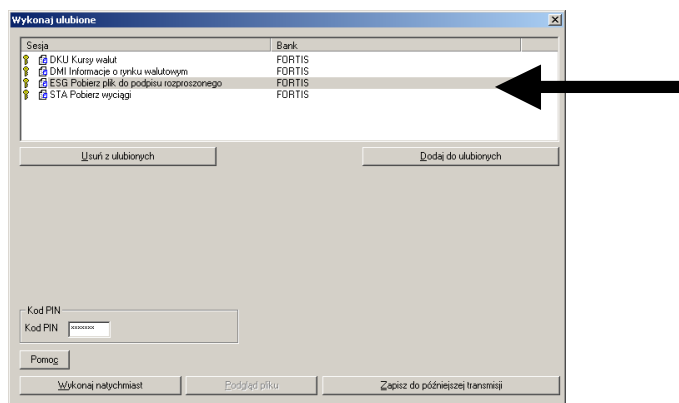 Wykonaj ulubione
Sesja Bank
DKU Kursy walut FORTIS
DMI Informacje o rynku walutowym FORTIS
ESG Pobierz plik do podpisu rozproszonego FORTIS
STA Pobierz wyciągi FORTIS
Usuń z ulubionych Dodaj do ulubionych
Kod PIN
Kod PIN xxxxxxx
Pomoc
Wykonaj natychmiast Podgląd pliku Zapisz do późniejszej transmisji